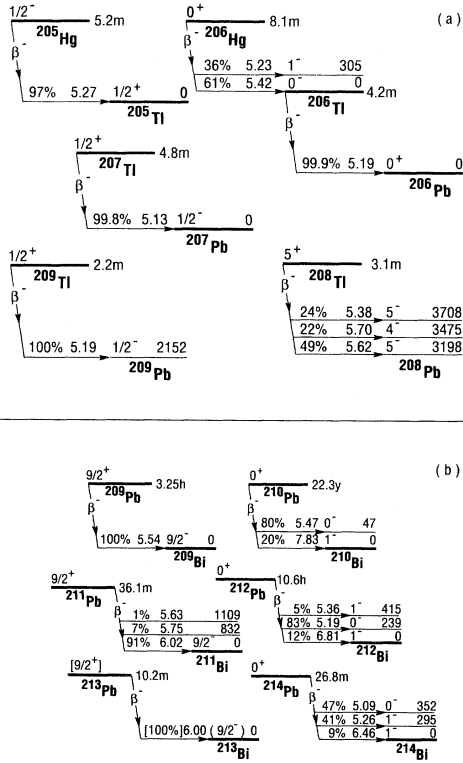 (a)
1/2⁻
²⁰⁵Hg 5.2m
β⁻
97% 5.27 1/2⁺ 0
²⁰⁵Tl
0⁺
²⁰⁶Hg 8.1m
β⁻
36% 5.23 1⁻ 305
61% 5.42 0⁻ 0
²⁰⁶Tl 4.2m
β⁻
99.9% 5.19 0⁺ 0
²⁰⁶Pb
1/2⁺
²⁰⁷Tl 4.8m
β⁻
99.8% 5.13 1/2⁻ 0
²⁰⁷Pb
1/2⁺
²⁰⁹Tl 2.2m
β⁻
100% 5.19 1/2⁻ 2152
²⁰⁹Pb
5⁺
²⁰⁸Tl 3.1m
β⁻
24% 5.38 5⁻ 3708
22% 5.70 4⁻ 3475
49% 5.62 5⁻ 3198
²⁰⁸Pb
(b)
9/2⁺
²⁰⁹Pb 3.25h
β⁻
100% 5.54 9/2⁻ 0
²⁰⁹Bi
0⁺
²¹⁰Pb 22.3y
β⁻
80% 5.47 0⁻ 47
20% 7.83 1⁻ 0
²¹⁰Bi
9/2⁺
²¹¹Pb 36.1m
β⁻
1% 5.63 1109
7% 5.75 832
91% 6.02 9/2⁻ 0
²¹¹Bi
0⁺
²¹²Pb 10.6h
β⁻
5% 5.36 1⁻ 415
83% 5.19 0⁻ 239
12% 6.81 1⁻ 0
²¹²Bi
[9/2⁺]
²¹³Pb 10.2m
β⁻
[100%] 6.00 (9/2⁻) 0
²¹³Bi
0⁺
²¹⁴Pb 26.8m
β⁻
47% 5.09 0⁻ 352
41% 5.26 1⁻ 295
9% 6.46 1⁻ 0
²¹⁴Bi